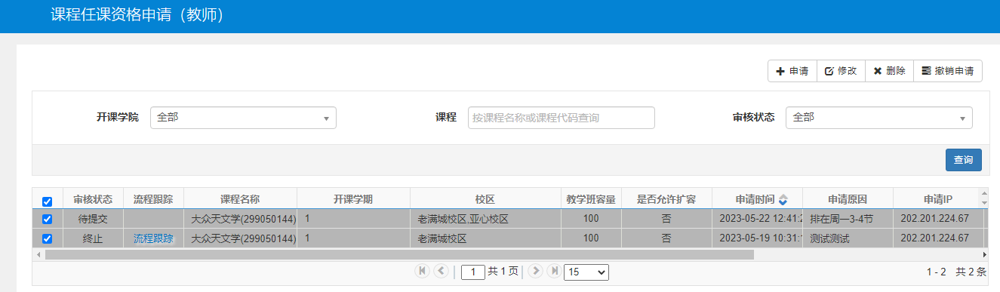 课程任课资格申请（教师）
申请 修改 删除 撤销申请
开课学院 全部 课程 按课程名称或课程代码查询 审核状态 全部
查询
审核状态 流程跟踪 课程名称 开课学期 校区 教学班容量 是否允许扩容 申请时间 申请原因 申请IP
待提交 大众天文学(299050144) 1 老满城校区,亚心校区 100 否 2023-05-22 12:41:2 排在周一3-4节 202.201.224.67
终止 流程跟踪 大众天文学(299050144) 1 老满城校区 100 否 2023-05-19 10:31: 测试测试 202.201.224.67
1 共 1 页 15 1 - 2 共 2 条